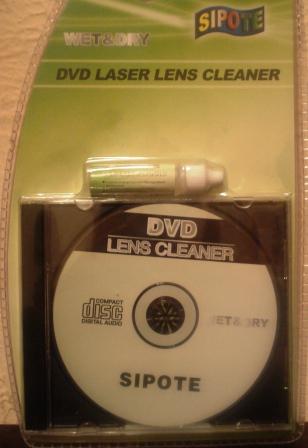 SIPOTE
WET&DRY
DVD LASER LENS CLEANER
DVD
LENS CLEANER
COMPACT
disc
DIGITAL AUDIO
WET&DRY
SIPOTE